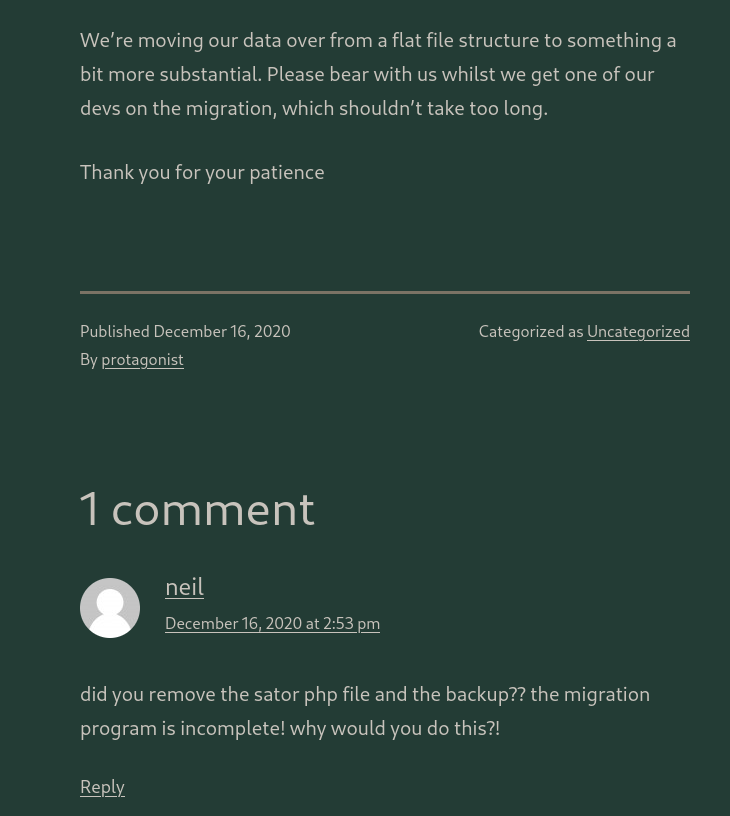 We’re moving our data over from a flat file structure to something a
bit more substantial. Please bear with us whilst we get one of our
devs on the migration, which shouldn’t take too long.
Thank you for your patience
Published December 16, 2020
Categorized as Uncategorized
By protagonist
1 comment
neil
December 16, 2020 at 2:53 pm
did you remove the sator php file and the backup?? the migration
program is incomplete! why would you do this?!
Reply